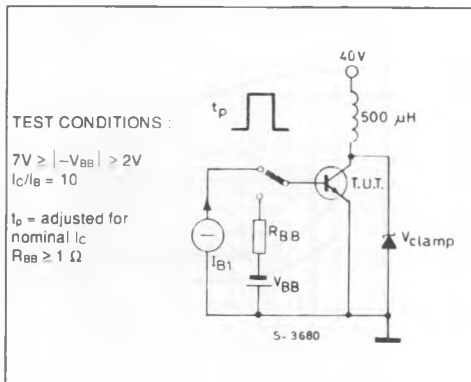 TEST CONDITIONS :
7V ≥ |−VBB| > 2V
IC/IB = 10
tp = adjusted for
nominal IC
RBB ≥ 1 Ω
tp
40V
500 µH
T.U.T.
RBB
IB1
VBB
Vclamp
S-3680